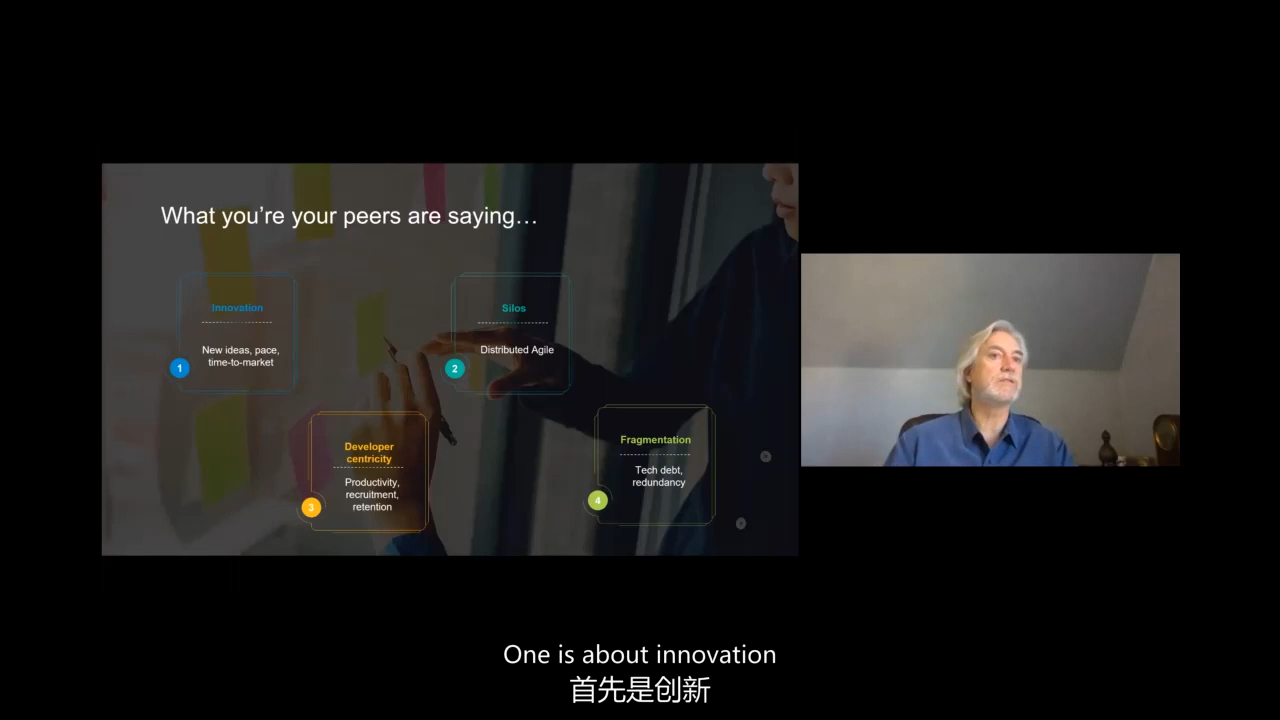 What you're your peers are saying…
Innovation
New ideas, pace,
time-to-market
1
Silos
Distributed Agile
2
Developer
centricity
Productivity,
recruitment,
retention
3
Fragmentation
Tech debt,
redundancy
4
One is about innovation
首先是创新